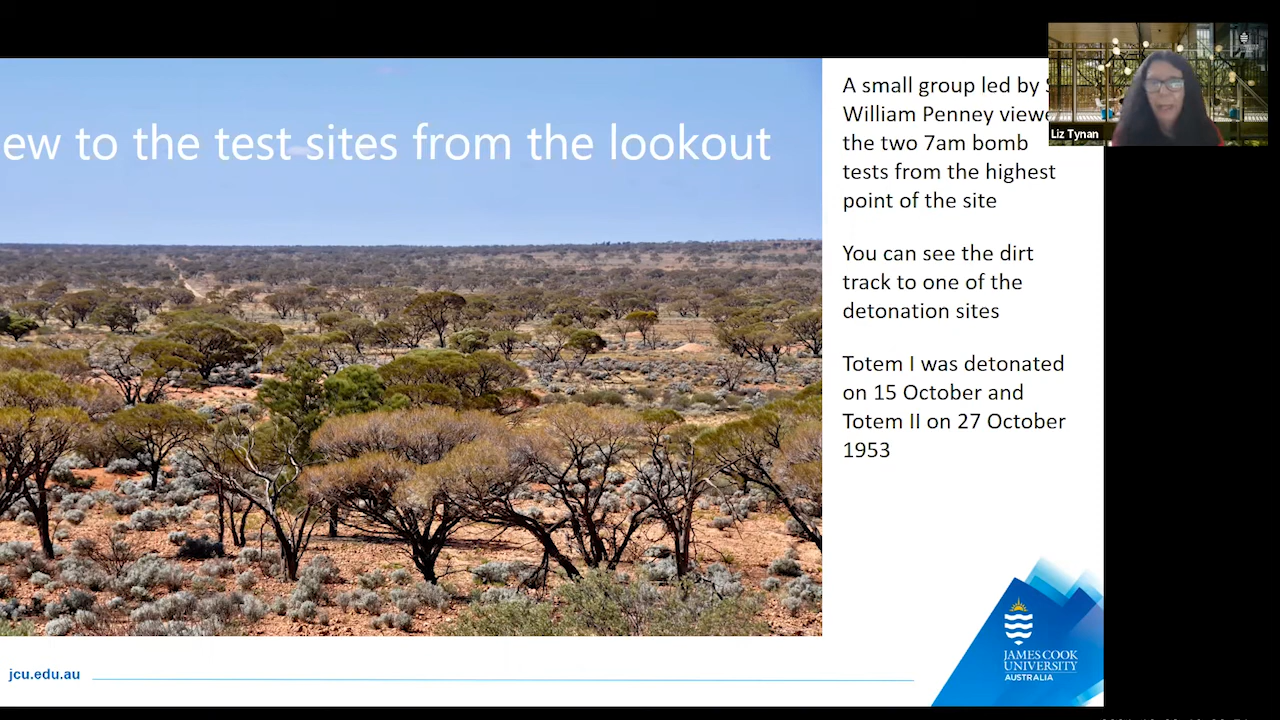 ew to the test sites from the lookout
A small group led by S
William Penney viewe
the two 7am bomb
tests from the highest
point of the site
You can see the dirt
track to one of the
detonation sites
Totem I was detonated
on 15 October and
Totem II on 27 October
1953
Liz Tynan
jcu.edu.au
JAMES COOK
UNIVERSITY
AUSTRALIA